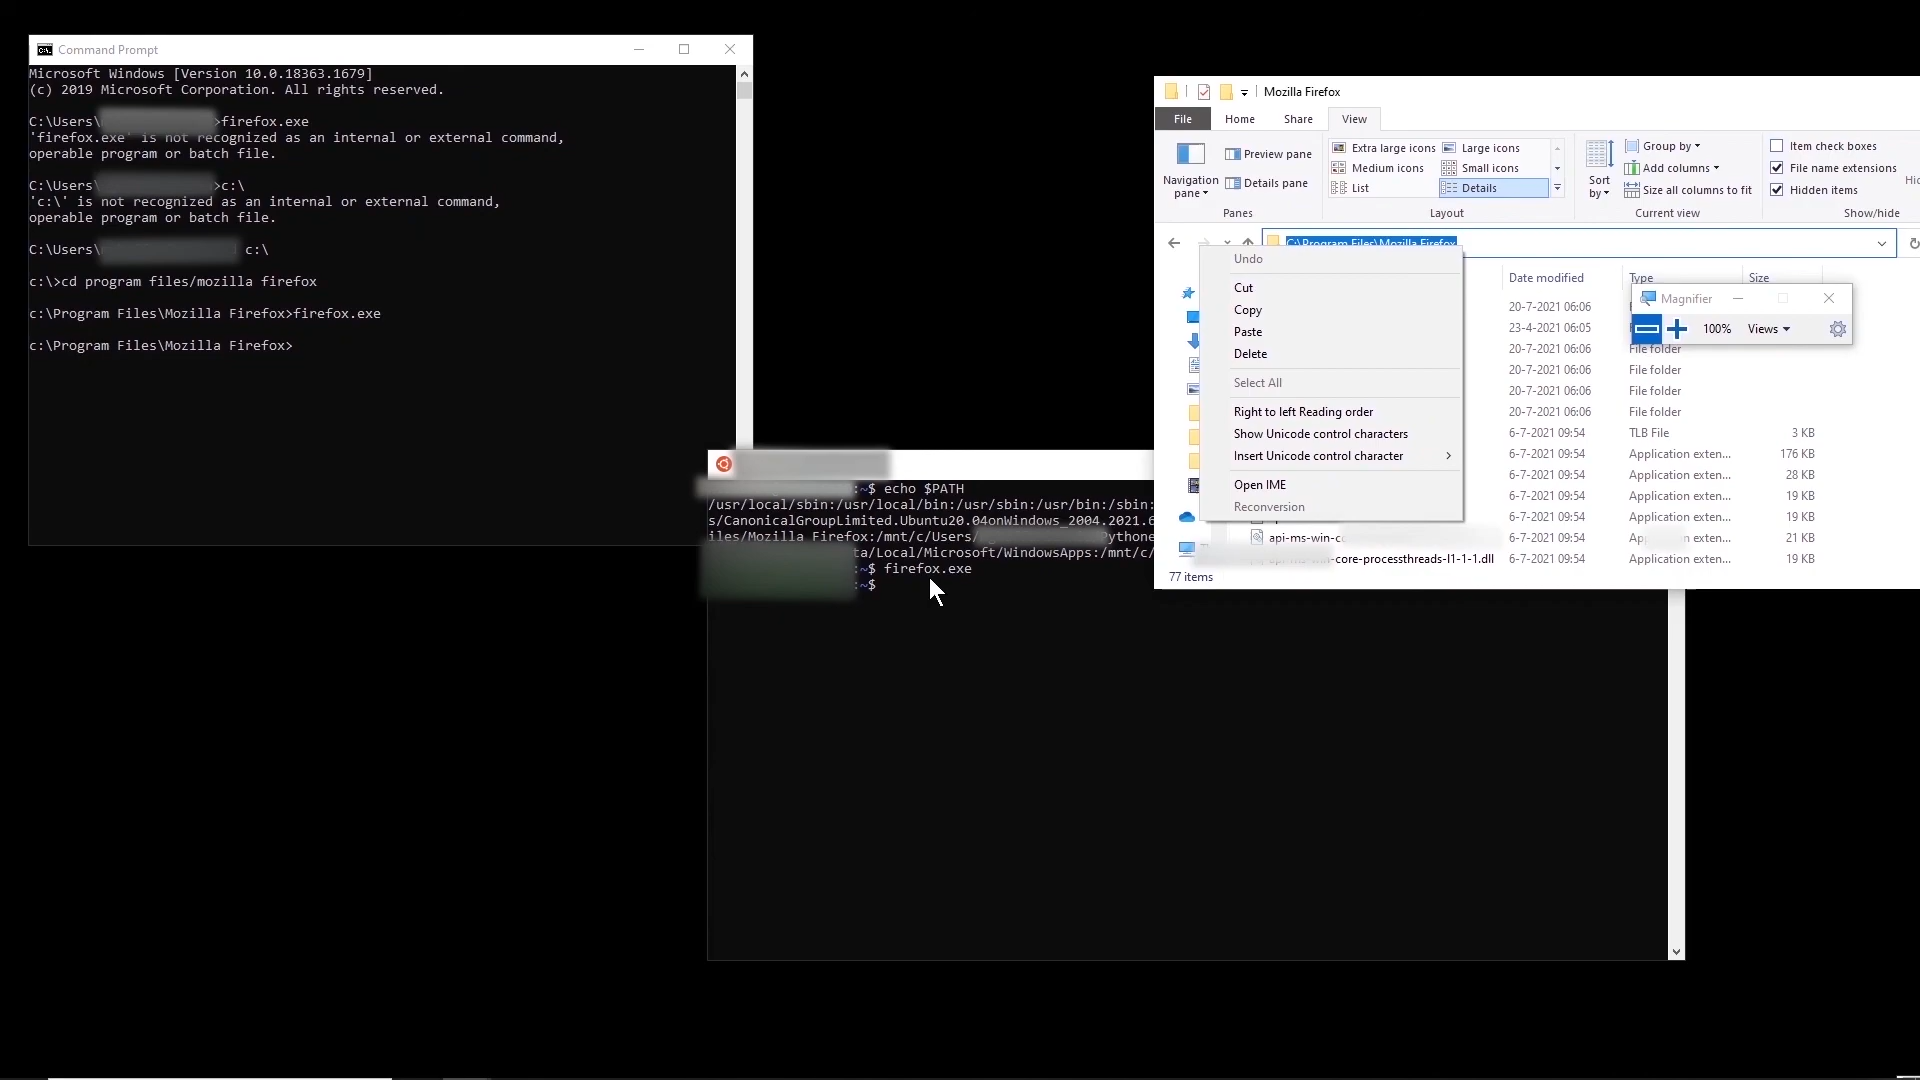 Command Prompt
Microsoft Windows [Version 10.0.18363.1679]
(c) 2019 Microsoft Corporation. All rights reserved.
C:\Users\ >firefox.exe
'firefox.exe' is not recognized as an internal or external command,
operable program or batch file.
C:\Users\ >c:\
'c:\' is not recognized as an internal or external command,
operable program or batch file.
C:\Users\ c:\
c:\>cd program files/mozilla firefox
c:\Program Files\Mozilla Firefox>firefox.exe
c:\Program Files\Mozilla Firefox>
:~$ echo $PATH
/usr/local/sbin:/usr/local/bin:/usr/sbin:/usr/bin:/sbin:
s/CanonicalGroupLimited.Ubuntu20.04onWindows_2004.2021.6
iles/Mozilla Firefox:/mnt/c/Users/ Pythone
ta/Local/Microsoft/WindowsApps:/mnt/c/
:~$ firefox.exe
:~$
Mozilla Firefox
File Home Share View
Navigation pane
Preview pane
Details pane
Panes
Extra large icons Large icons
Medium icons Small icons
List Details
Layout
Sort by
Group by
Add columns
Size all columns to fit
Current view
Item check boxes
File name extensions
Hidden items
Show/hide
C:\Program Files\Mozilla Firefox
Undo
Cut
Copy
Paste
Delete
Select All
Right to left Reading order
Show Unicode control characters
Insert Unicode control character
Open IME
Reconversion
Date modified Type Size
20-7-2021 06:06
23-4-2021 06:05
20-7-2021 06:06 File folder
20-7-2021 06:06 File folder
20-7-2021 06:06 File folder
20-7-2021 06:06 File folder
6-7-2021 09:54 TLB File 3 KB
6-7-2021 09:54 Application exten... 176 KB
6-7-2021 09:54 Application exten... 28 KB
6-7-2021 09:54 Application exten... 19 KB
6-7-2021 09:54 Application exten... 19 KB
api-ms-win-co 6-7-2021 09:54 21 KB
-core-processthreads-l1-1-1.dll 6-7-2021 09:54 Application exten... 19 KB
77 items
Magnifier
100% Views